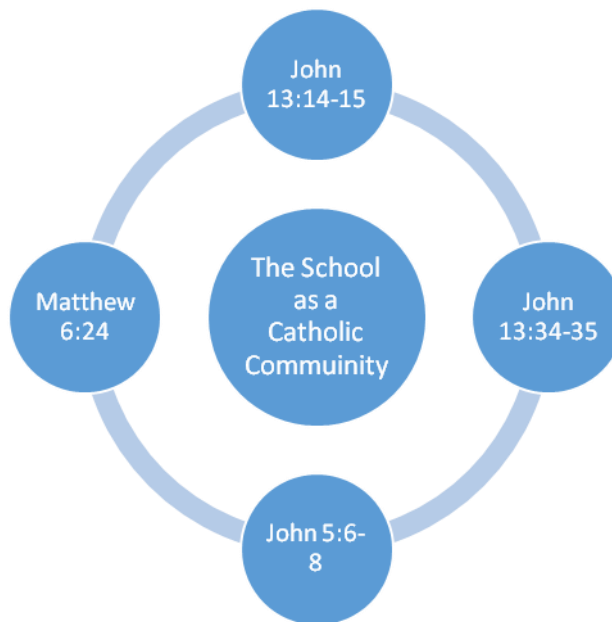 John
13:14-15
Matthew
6:24
The School
as a
Catholic
Commuinity
John
13:34-35
John 5:6-
8